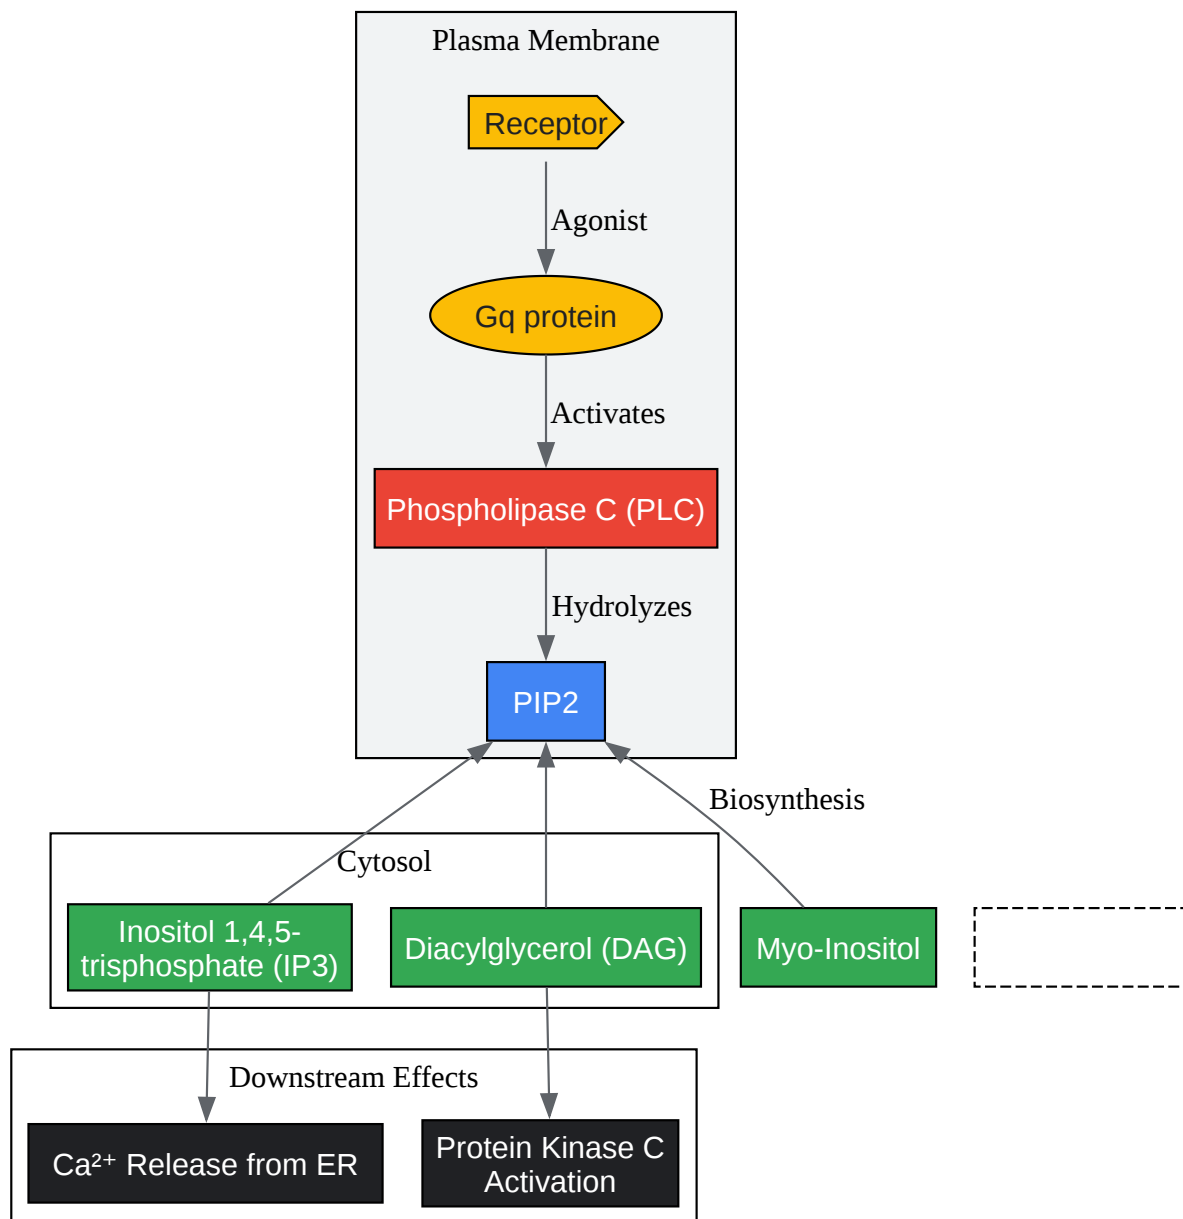 Plasma Membrane
Receptor
Agonist
Gq protein
Activates
Phospholipase C (PLC)
Hydrolyzes
PIP2
Biosynthesis
Cytosol
Inositol 1,4,5-
trisphosphate (IP3)
Diacylglycerol (DAG)
Myo-Inositol
Downstream Effects
Ca²⁺ Release from ER
Protein Kinase C
Activation